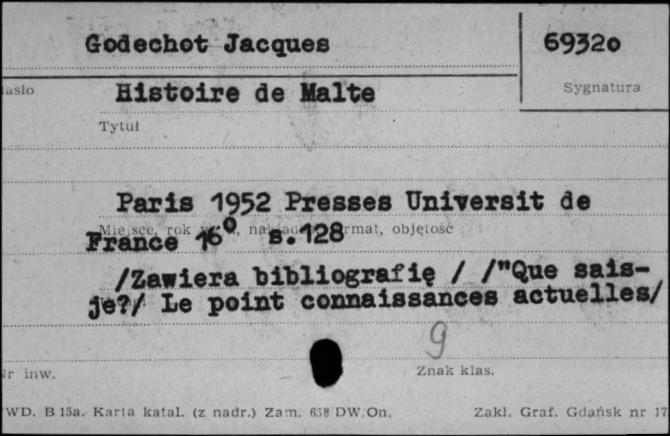 Godechot Jacques 69320
asło Sygnatura
Histoire de Malte
Tytuł
Paris 1952 Presses Universit de
Miejsce, rok objętość
France 16° s.128
/Zawiera bibliografię / /"Que sais-
je?/ Le point connaissances actuelles/
9
Nr inw. Znak klas.
WD. B 15a. Karta katal. (z nadr.) Zam. 638 DW/On. Zakł. Graf. Gdańsk nr 17